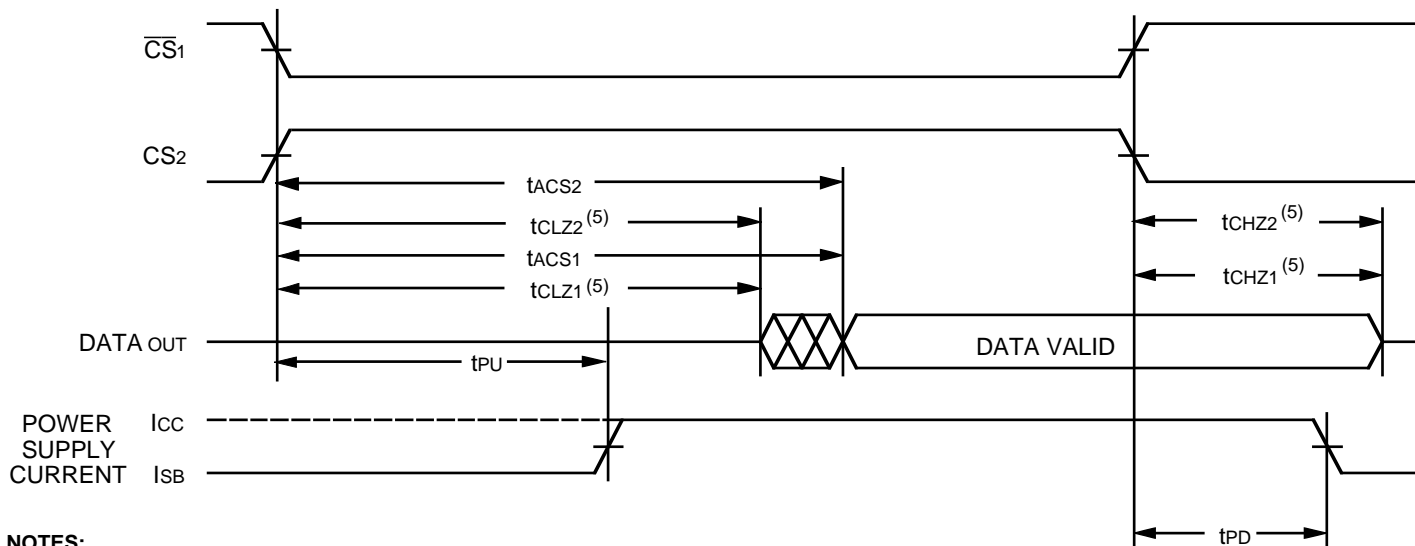 C̅S̅1
CS2
tACS2
tCLZ2 (5)
tACS1
tCLZ1 (5)
tCHZ2 (5)
tCHZ1 (5)
DATA OUT
DATA VALID
tPU
POWER SUPPLY CURRENT
ICC
ISB
tPD
NOTES: